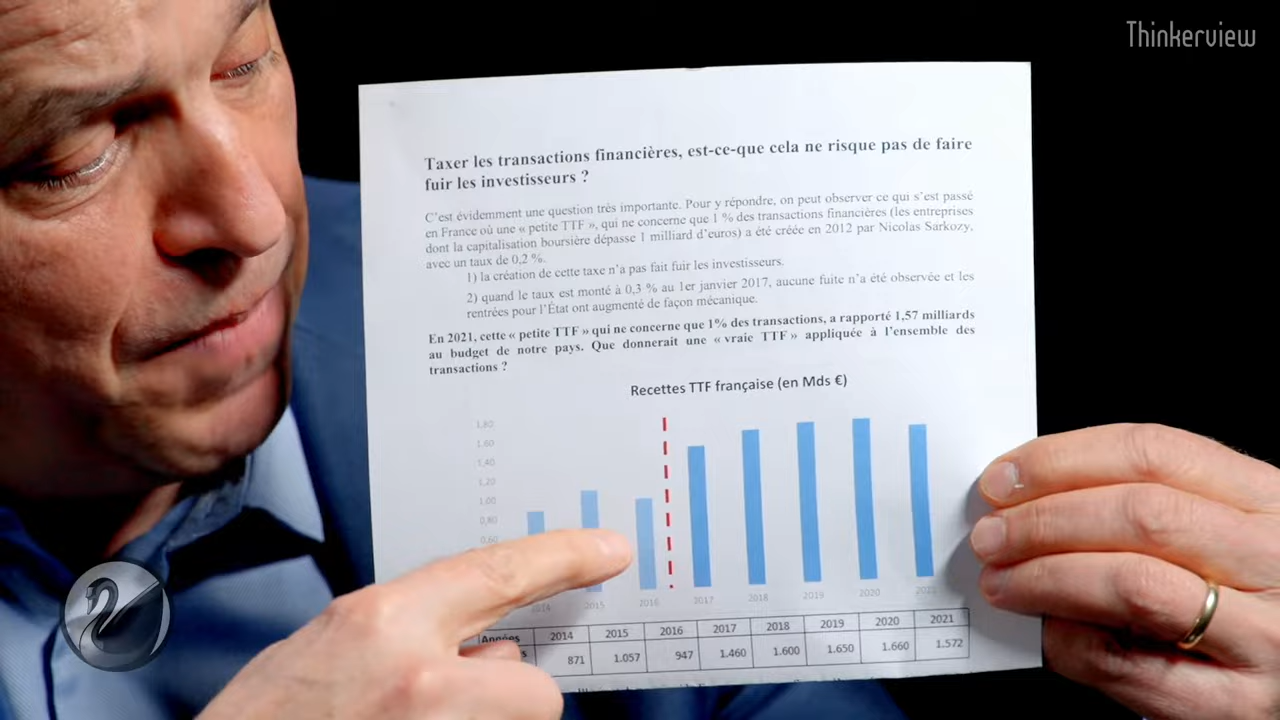 Thinkerview
Taxer les transactions financières, est-ce-que cela ne risque pas de faire
fuir les investisseurs ?
C'est évidemment une question très importante. Pour y répondre, on peut observer ce qui s'est passé
en France où une « petite TTF », qui ne concerne que 1 % des transactions financières (les entreprises
dont la capitalisation boursière dépasse 1 milliard d'euros) a été créée en 2012 par Nicolas Sarkozy,
avec un taux de 0,2 %.
1) la création de cette taxe n'a pas fait fuir les investisseurs.
2) quand le taux est monté à 0,3 % au 1er janvier 2017, aucune fuite n'a été observée et les
rentrées pour l'État ont augmenté de façon mécanique.
En 2021, cette « petite TTF » qui ne concerne que 1% des transactions, a rapporté 1,57 milliards
au budget de notre pays. Que donnerait une « vraie TTF » appliquée à l'ensemble des
transactions ?
Recettes TTF française (en Mds €)
1,80
1,60
1,40
1,20
1,00
0,80
0,60
2014 2015 2016 2017 2018 2019 2020
Années 2014 2015 2016 2017 2018 2019 2020 2021
871 1.057 947 1.460 1.600 1.650 1.660 1.572